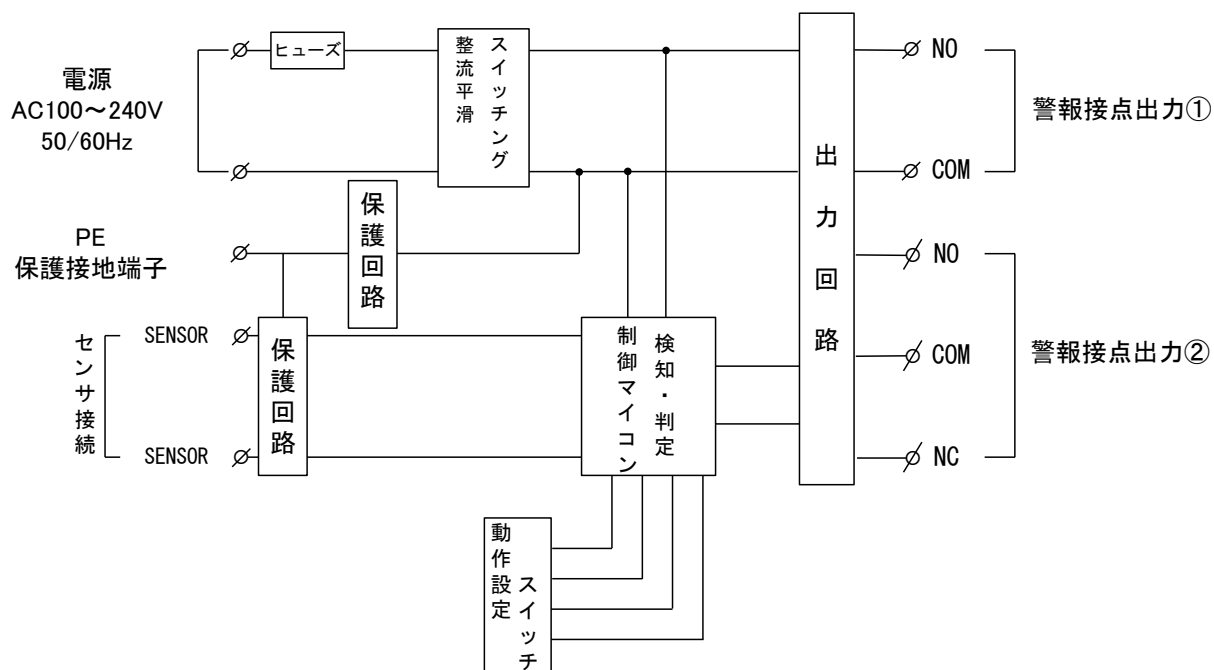 電源
AC100～240V
50/60Hz
ヒューズ
スイッチング
整流平滑
PE
保護接地端子
保護回路
センサ接続
SENSOR
SENSOR
保護回路
検知・判定
制御マイコン
動作設定
スイッチ
出力回路
NO
COM
警報接点出力①
NO
COM
NC
警報接点出力②